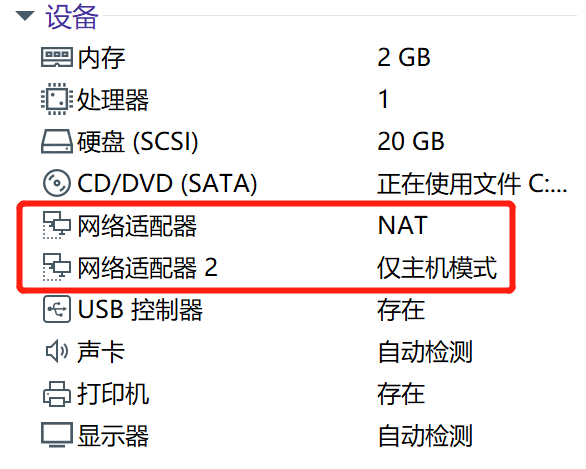 设备
内存 2 GB
处理器 1
硬盘 (SCSI) 20 GB
CD/DVD (SATA) 正在使用文件 C:...
网络适配器 NAT
网络适配器 2 仅主机模式
USB 控制器 存在
声卡 自动检测
打印机 存在
显示器 自动检测